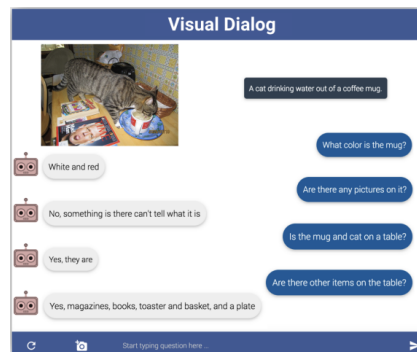 Visual Dialog
A cat drinking water out of a coffee mug.
What color is the mug?
White and red
Are there any pictures on it?
No, something is there can't tell what it is
Is the mug and cat on a table?
Yes, they are
Are there other items on the table?
Yes, magazines, books, toaster and basket, and a plate
Start typing question here ...